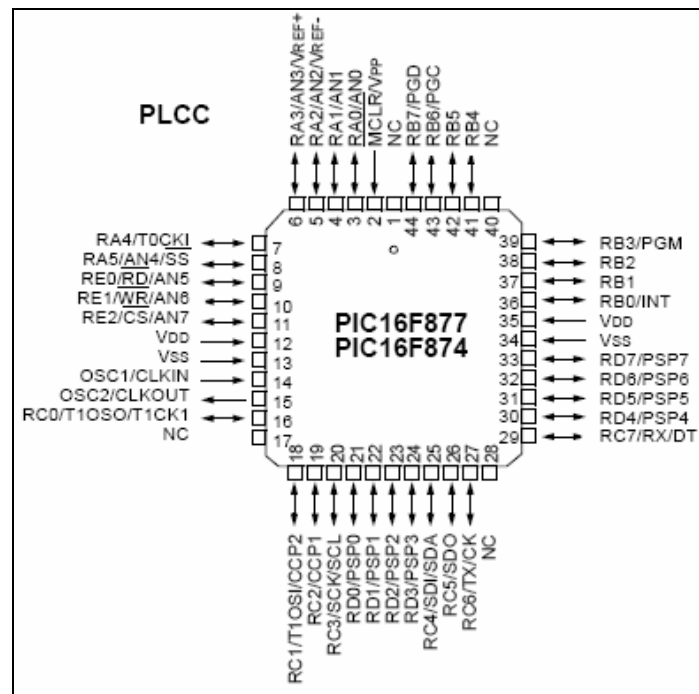 PLCC
RA3/AN3/VREF+
RA2/AN2/VREF-
RA1/AN1
RA0/AN0
MCLR/VPP
NC
RB7/PGD
RB6/PGC
RB5
RB4
NC
6
5
4
3
2
1
44
43
42
41
40
RA4/T0CKI
7
RA5/AN4/SS
8
RE0/RD/AN5
9
RE1/WR/AN6
10
RE2/CS/AN7
11
VDD
12
VSS
13
OSC1/CLKIN
14
OSC2/CLKOUT
15
RC0/T1OSO/T1CK1
16
NC
17
PIC16F877
PIC16F874
39
RB3/PGM
38
RB2
37
RB1
36
RB0/INT
35
VDD
34
VSS
33
RD7/PSP7
32
RD6/PSP6
31
RD5/PSP5
30
RD4/PSP4
29
RC7/RX/DT
18
19
20
21
22
23
24
25
26
27
28
RC1/T1OSI/CCP2
RC2/CCP1
RC3/SCK/SCL
RD0/PSP0
RD1/PSP1
RD2/PSP2
RD3/PSP3
RC4/SDI/SDA
RC5/SDO
RC6/TX/CK
NC